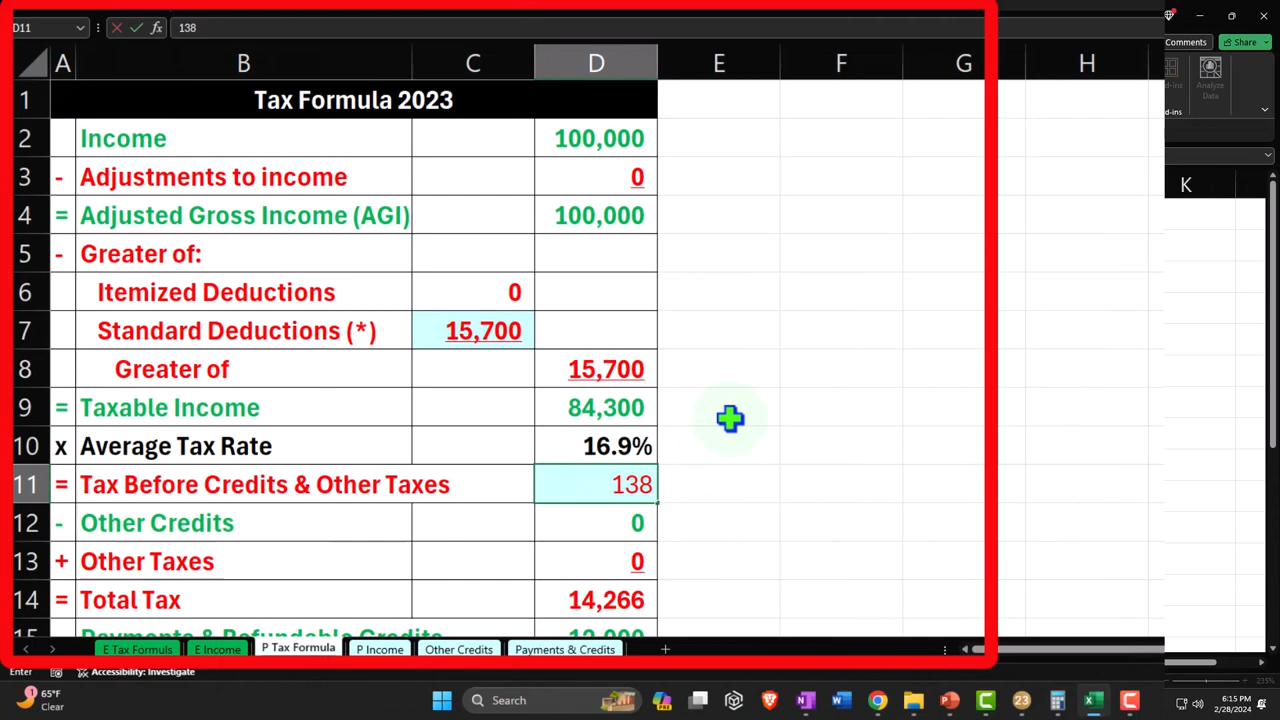 D11 138
A B C D E F G H K
1 Tax Formula 2023
2 Income 100,000
3 - Adjustments to income 0
4 = Adjusted Gross Income (AGI) 100,000
5 - Greater of:
6 Itemized Deductions 0
7 Standard Deductions (*) 15,700
8 Greater of 15,700
9 = Taxable Income 84,300
10 x Average Tax Rate 16.9%
11 = Tax Before Credits & Other Taxes 138
12 - Other Credits 0
13 + Other Taxes 0
14 = Total Tax 14,266
15 Payments & Refundable Credits 12,000
E Tax Formuls E Income P Tax Formula P Income Other Credits Payments & Credits
Enter Accessibility: Investigate 235%
Comments Share
Analyze
Data
1 65°F
Clear
Search
23
6:15 PM
2/28/2024